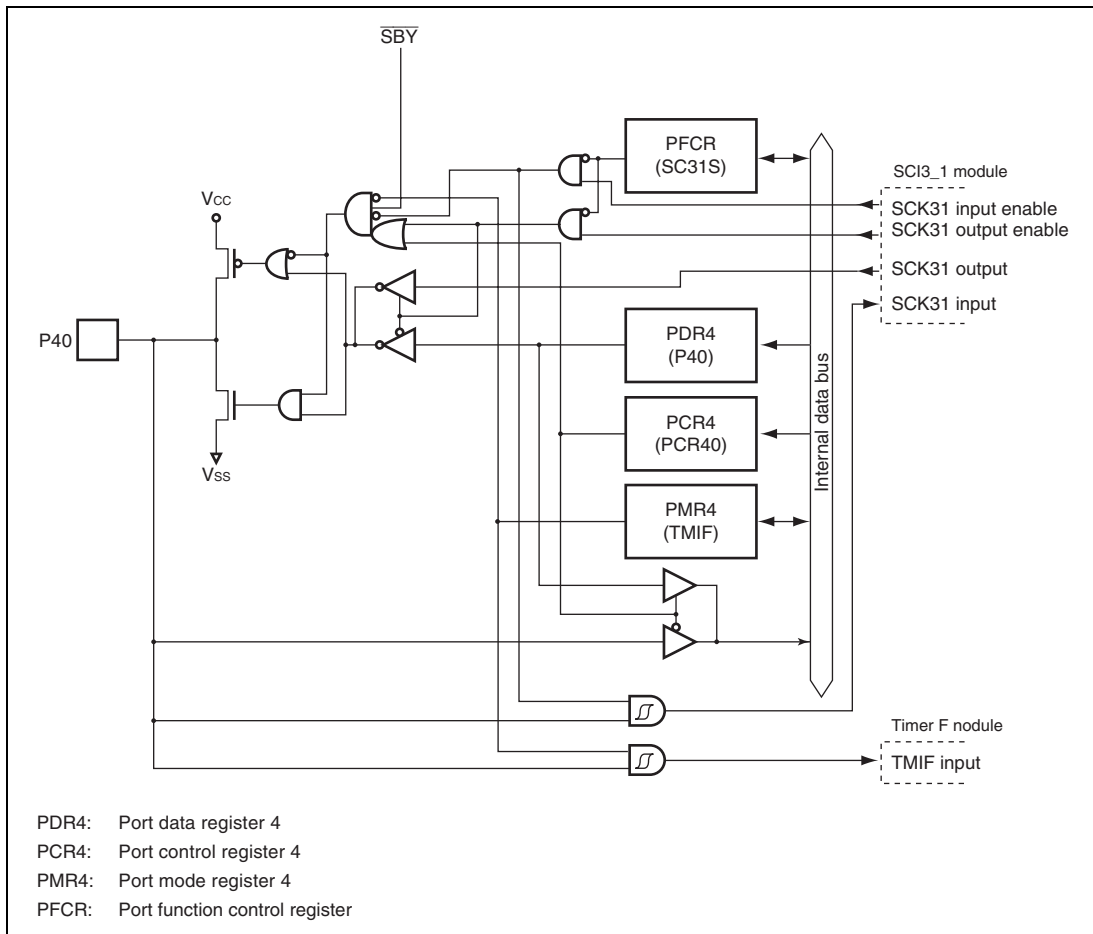 SBY
PFCR
(SC31S)
SCI3_1 module
SCK31 input enable
SCK31 output enable
SCK31 output
SCK31 input
Vcc
P40
PDR4
(P40)
PCR4
(PCR40)
Internal data bus
Vss
PMR4
(TMIF)
Timer F nodule
TMIF input
PDR4: Port data register 4
PCR4: Port control register 4
PMR4: Port mode register 4
PFCR: Port function control register